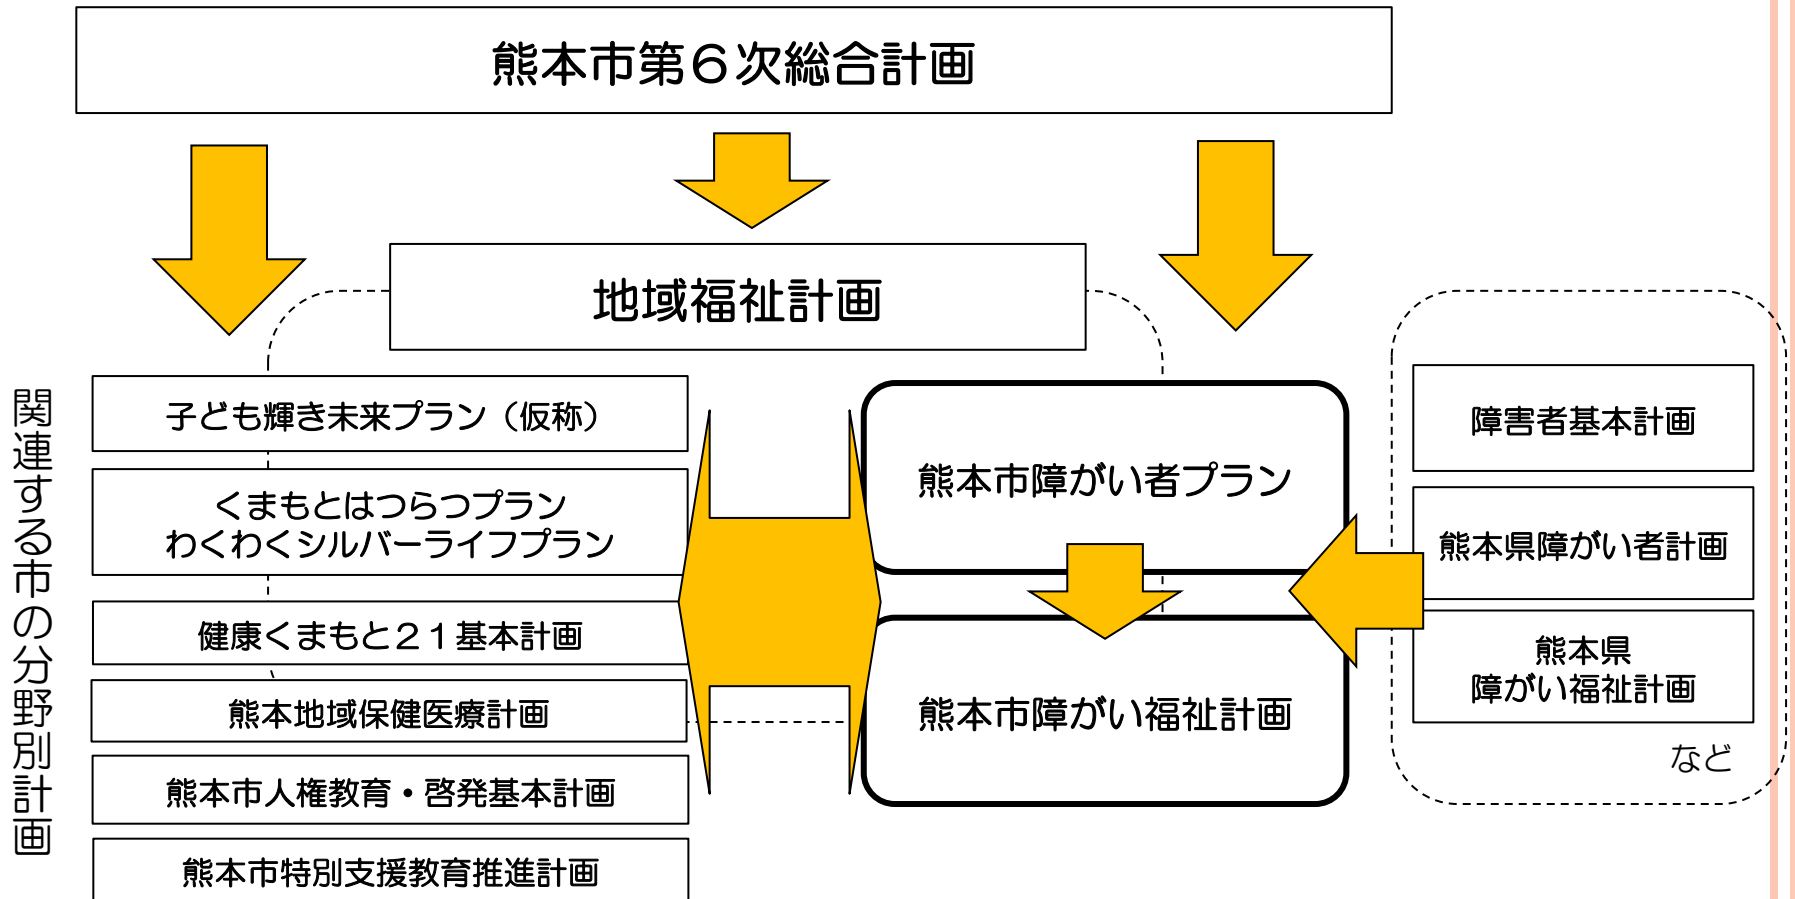 熊本市第６次総合計画
地域福祉計画
関連する市の分野別計画
子ども輝き未来プラン（仮称）
くまもとはつらつプラン
わくわくシルバーライフプラン
健康くまもと２１基本計画
熊本地域保健医療計画
熊本市人権教育・啓発基本計画
熊本市特別支援教育推進計画
熊本市障がい者プラン
熊本市障がい福祉計画
障害者基本計画
熊本県障がい者計画
熊本県
障がい福祉計画
など